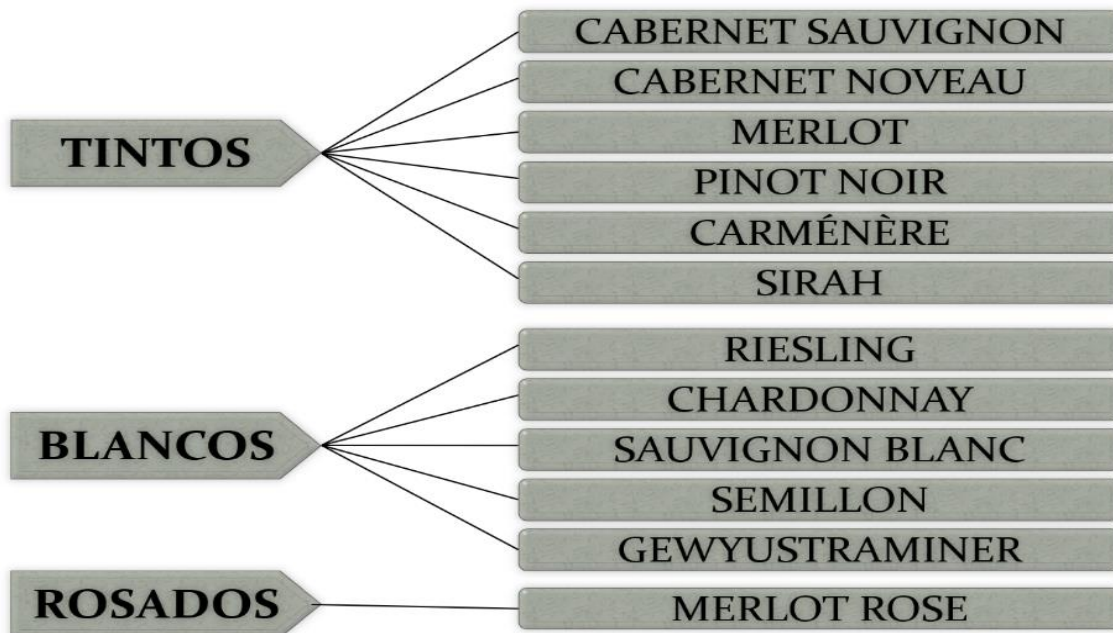 TINTOS
CABERNET SAUVIGNON
CABERNET NOVEAU
MERLOT
PINOT NOIR
CARMÉNÈRE
SIRAH
BLANCOS
RIESLING
CHARDONNAY
SAUVIGNON BLANC
SEMILLON
GEWYUSTRAMINER
ROSADOS
MERLOT ROSE